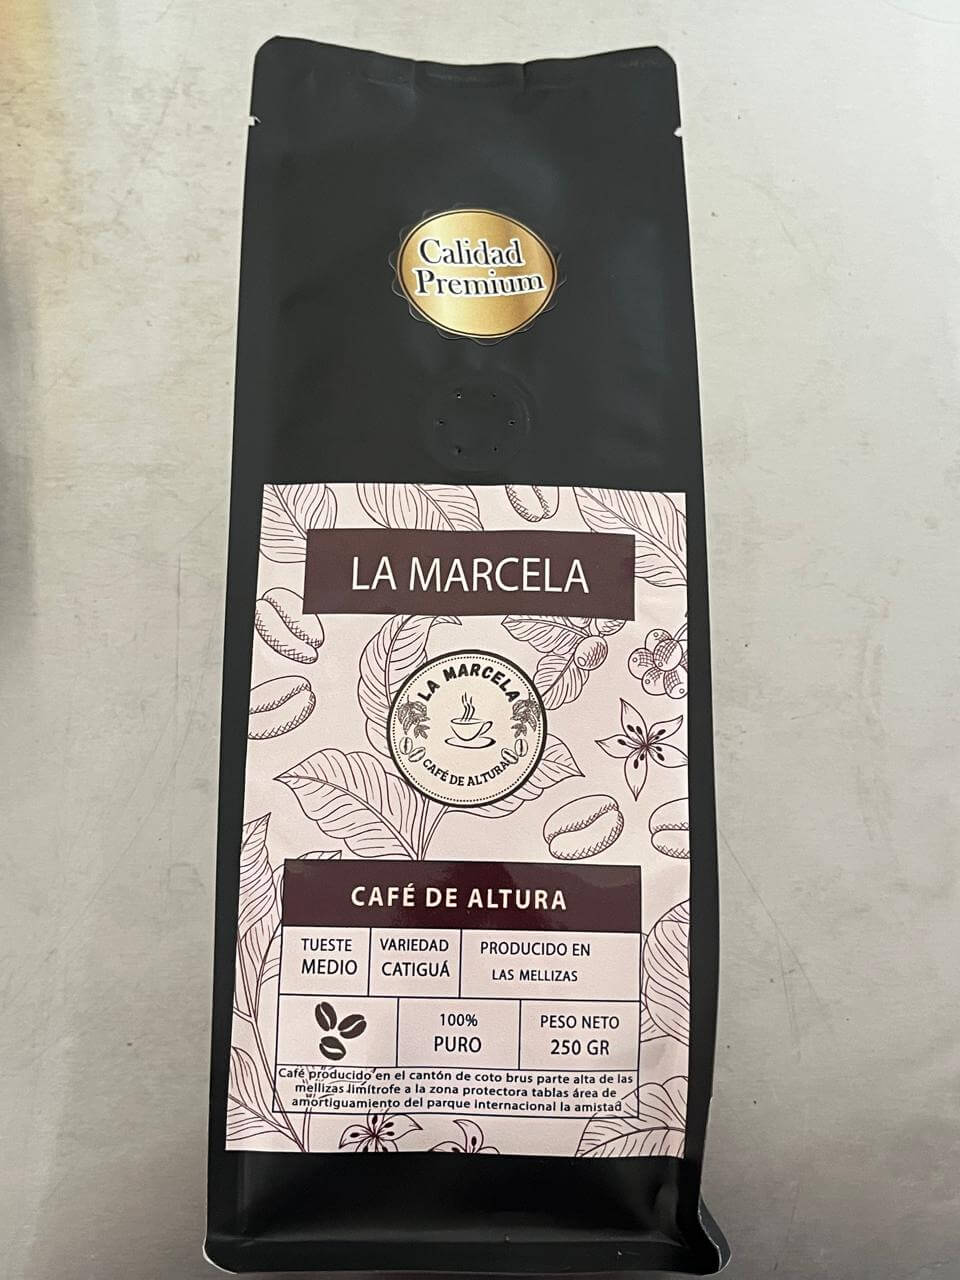 Calidad
Premium
LA MARCELA
LA MARCELA
CAFÉ DE ALTURA
CAFÉ DE ALTURA
TUESTE
MEDIO
VARIEDAD
CATIGUÁ
PRODUCIDO EN
LAS MELLIZAS
100%
PURO
PESO NETO
250 GR
Café producido en el cantón de coto brus parte alta de las
mellizas limítrofe a la zona protectora tablas área de
amortiguamiento del parque internacional la amistad